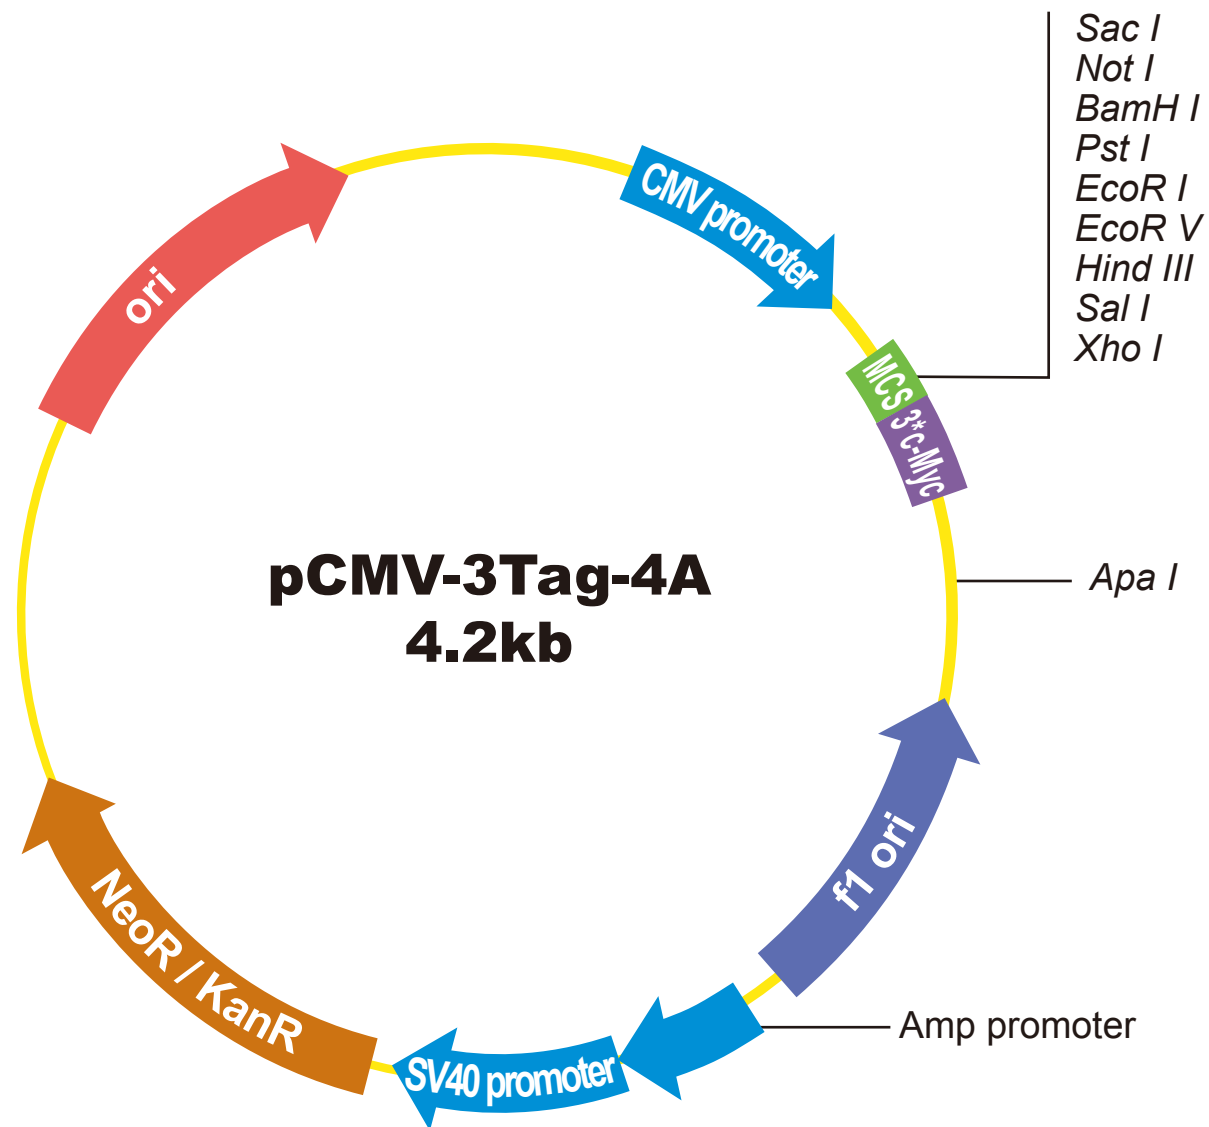 Sac I
Not I
BamH I
Pst I
EcoR I
EcoR V
Hind III
Sal I
Xho I
CMV promoter
ori
MCS
3*c-Myc
pCMV-3Tag-4A
4.2kb
Apa I
f1 ori
NeoR / KanR
Amp promoter
SV40 promoter